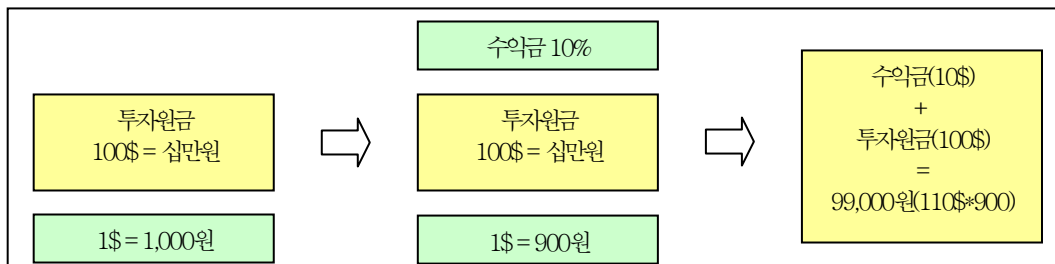 투자원금
100$ = 십만원
1$ = 1,000원
수익금 10%
투자원금
100$ = 십만원
1$ = 900원
수익금(10$)
+
투자원금(100$)
=
99,000원(110$*900)